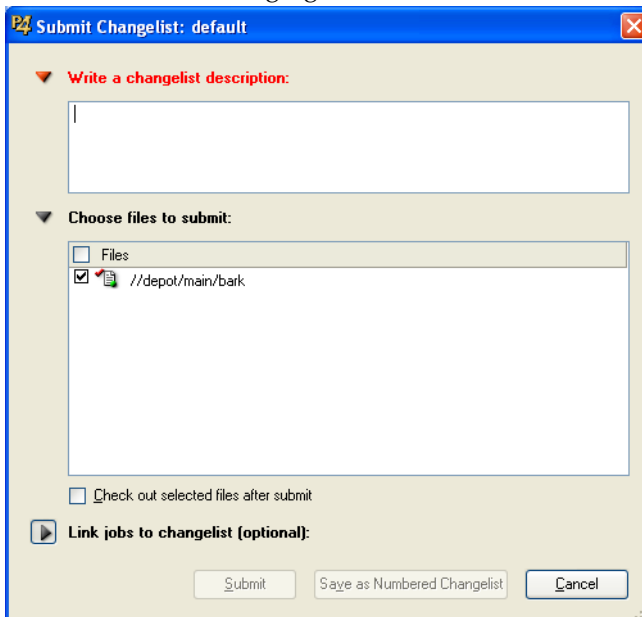 P4 Submit Changelist: default
Write a changelist description:
Choose files to submit:
Files
//depot/main/bark
Check out selected files after submit
Link jobs to changelist (optional):
Submit Save as Numbered Changelist Cancel